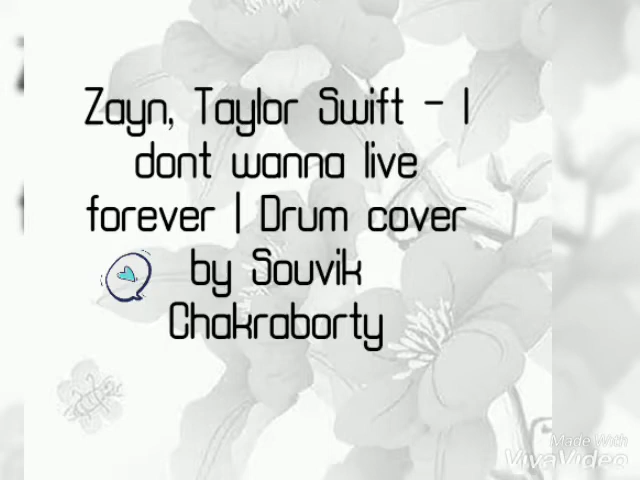 Zayn, Taylor Swift - I
dont wanna live
forever | Drum cover
by Souvik
Chakraborty
Made With
VivaVideo